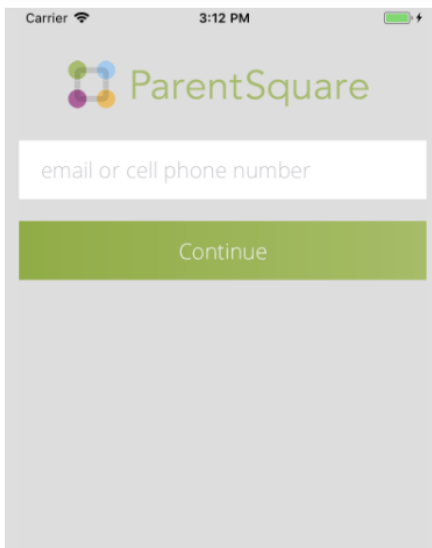 Carrier 3:12 PM
ParentSquare
email or cell phone number
Continue